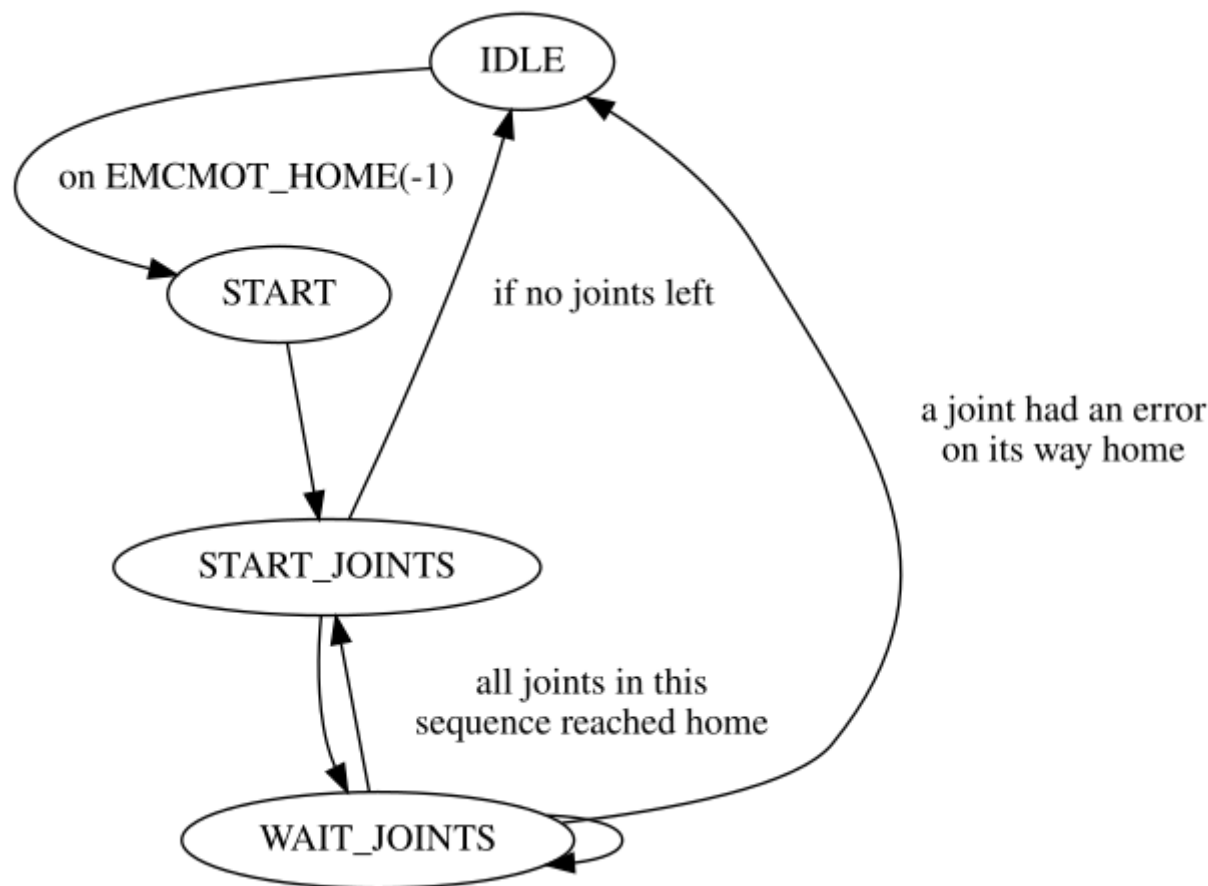 IDLE
on EMCMOT_HOME(-1)
START
if no joints left
a joint had an error
on its way home
START_JOINTS
all joints in this
sequence reached home
WAIT_JOINTS